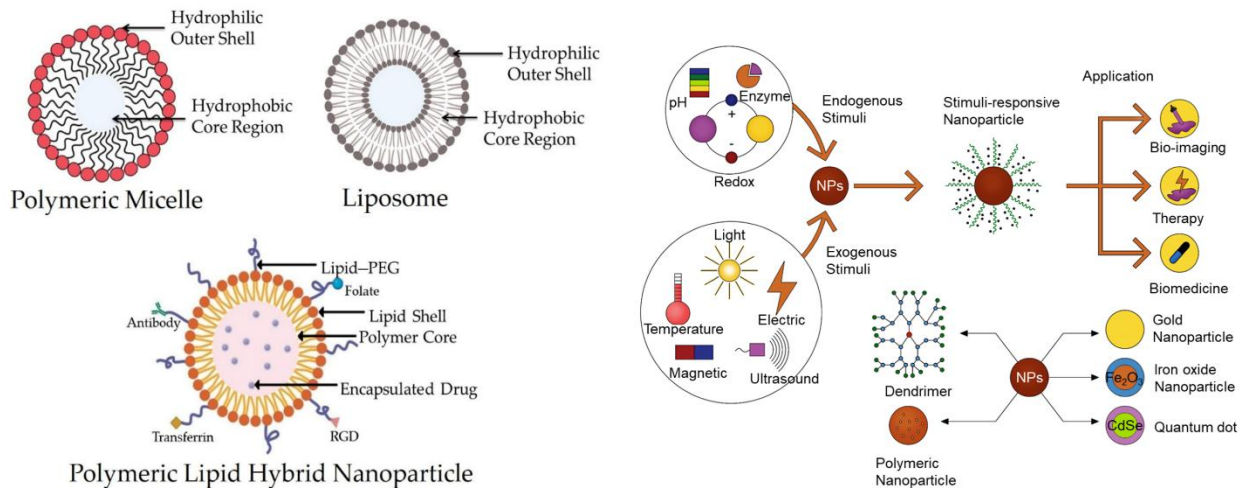 Hydrophilic
Outer Shell
Hydrophobic
Core Region
Polymeric Micelle
Hydrophilic
Outer Shell
Hydrophobic
Core Region
Liposome
Lipid–PEG
Folate
Antibody
Lipid Shell
Polymer Core
Encapsulated Drug
Transferrin
RGD
Polymeric Lipid Hybrid Nanoparticle
pH
Enzyme
+
-
Redox
Endogenous
Stimuli
NPs
Light
Exogenous
Stimuli
Temperature
Electric
Magnetic
Ultrasound
Stimuli-responsive
Nanoparticle
Application
Bio-imaging
Therapy
Biomedicine
Dendrimer
NPs
Polymeric
Nanoparticle
Gold
Nanoparticle
Fe₂O₃
Iron oxide
Nanoparticle
CdSe
Quantum dot